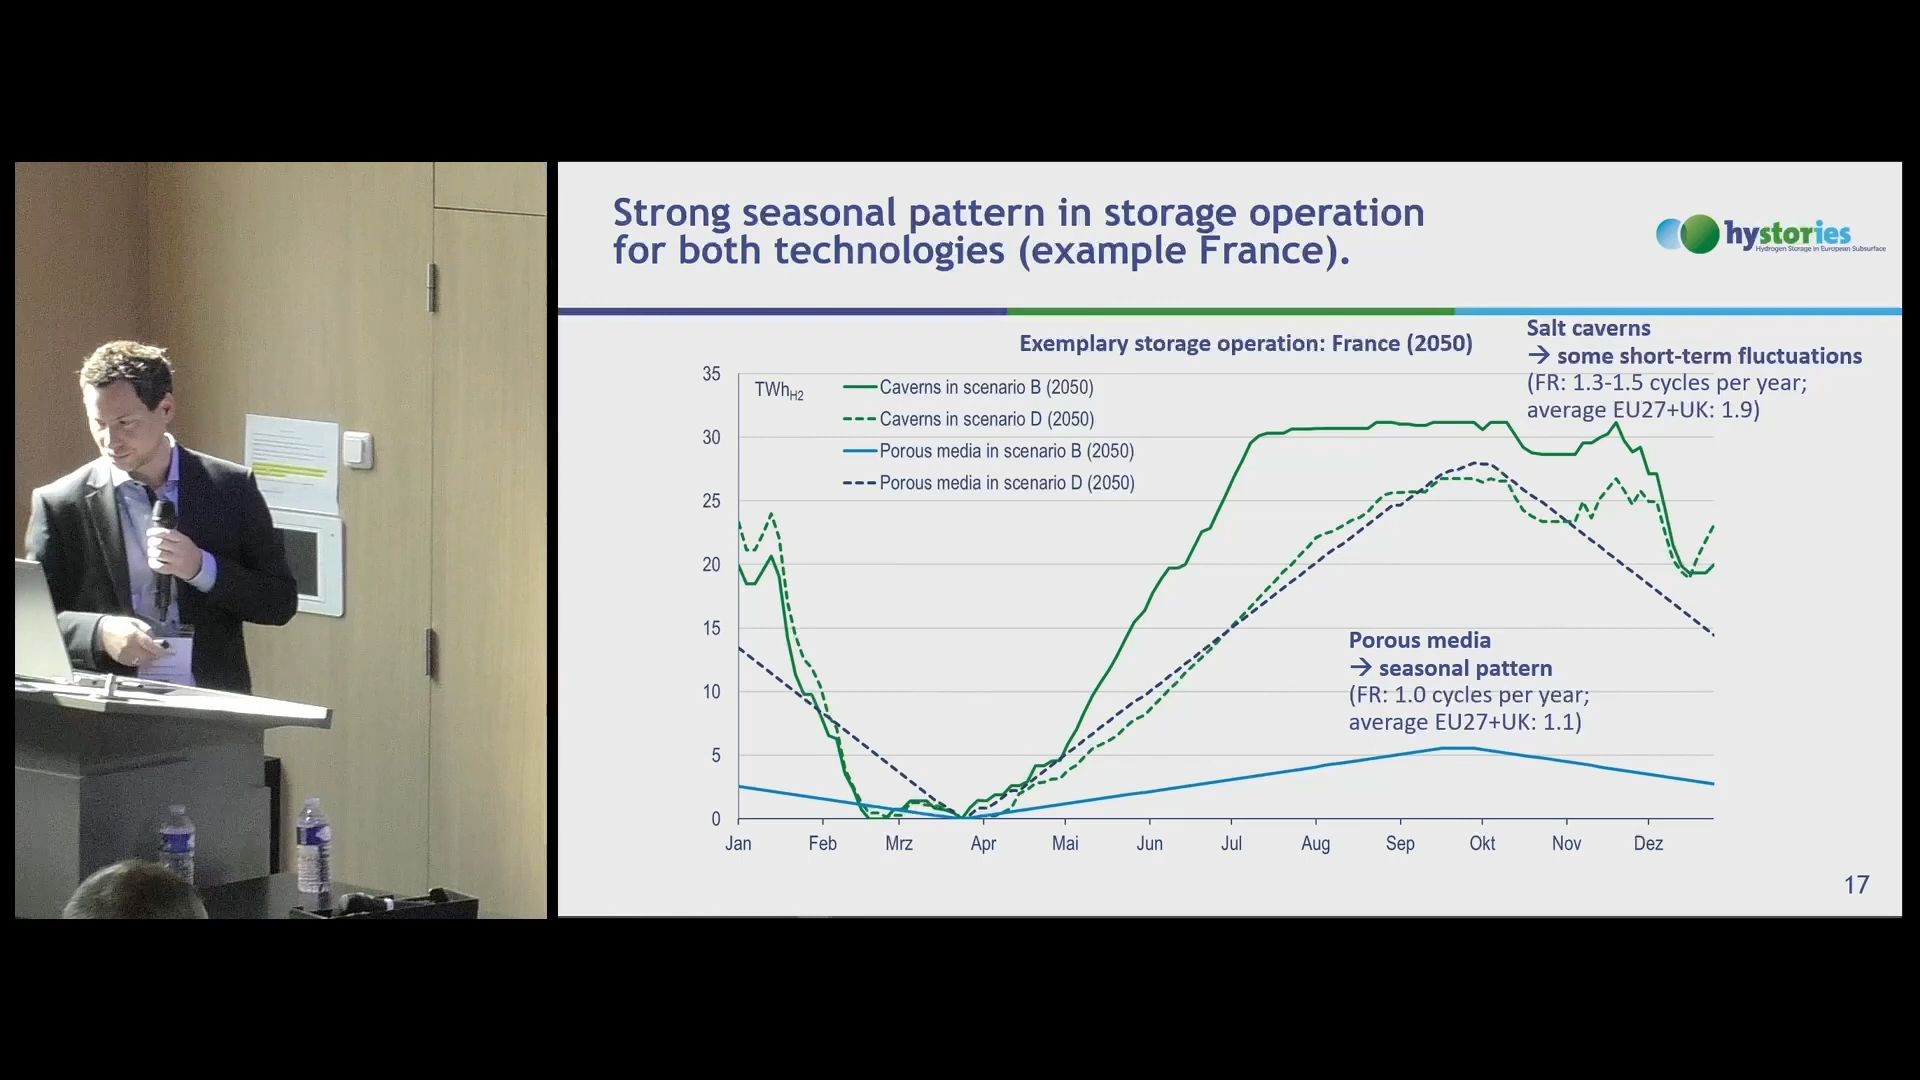 Strong seasonal pattern in storage operation
for both technologies (example France).
hystories
Hydrogen Storage in European Subsurface
Exemplary storage operation: France (2050)
Salt caverns
→ some short-term fluctuations
(FR: 1.3-1.5 cycles per year;
average EU27+UK: 1.9)
TWhH2
Caverns in scenario B (2050)
Caverns in scenario D (2050)
Porous media in scenario B (2050)
Porous media in scenario D (2050)
35
30
25
20
15
10
5
0
Porous media
→ seasonal pattern
(FR: 1.0 cycles per year;
average EU27+UK: 1.1)
Jan Feb Mrz Apr Mai Jun Jul Aug Sep Okt Nov Dez
17